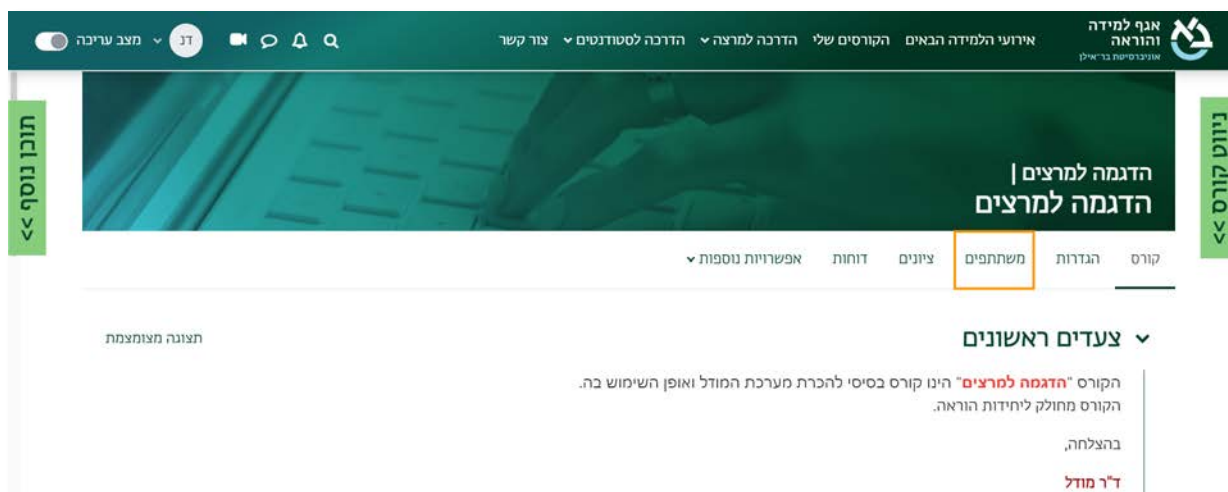 אגף למידה
והוראה
אוניברסיטת בר־אילן
אירועי הלמידה הבאים הקורסים שלי הדרכה למרצה הדרכה לסטודנטים צור קשר
דנ מצב עריכה
ניווט קורס >>
תוכן נוסף >>
הדגמה למרצים |
הדגמה למרצים
קורס הגדרות משתתפים ציונים דוחות אפשרויות נוספות
צעדים ראשונים
תצוגה מצומצמת
הקורס "הדגמה למרצים" הינו קורס בסיסי להכרת מערכת המודל ואופן השימוש בה.
הקורס מחולק ליחידות הוראה.
בהצלחה,
ד"ר מודל